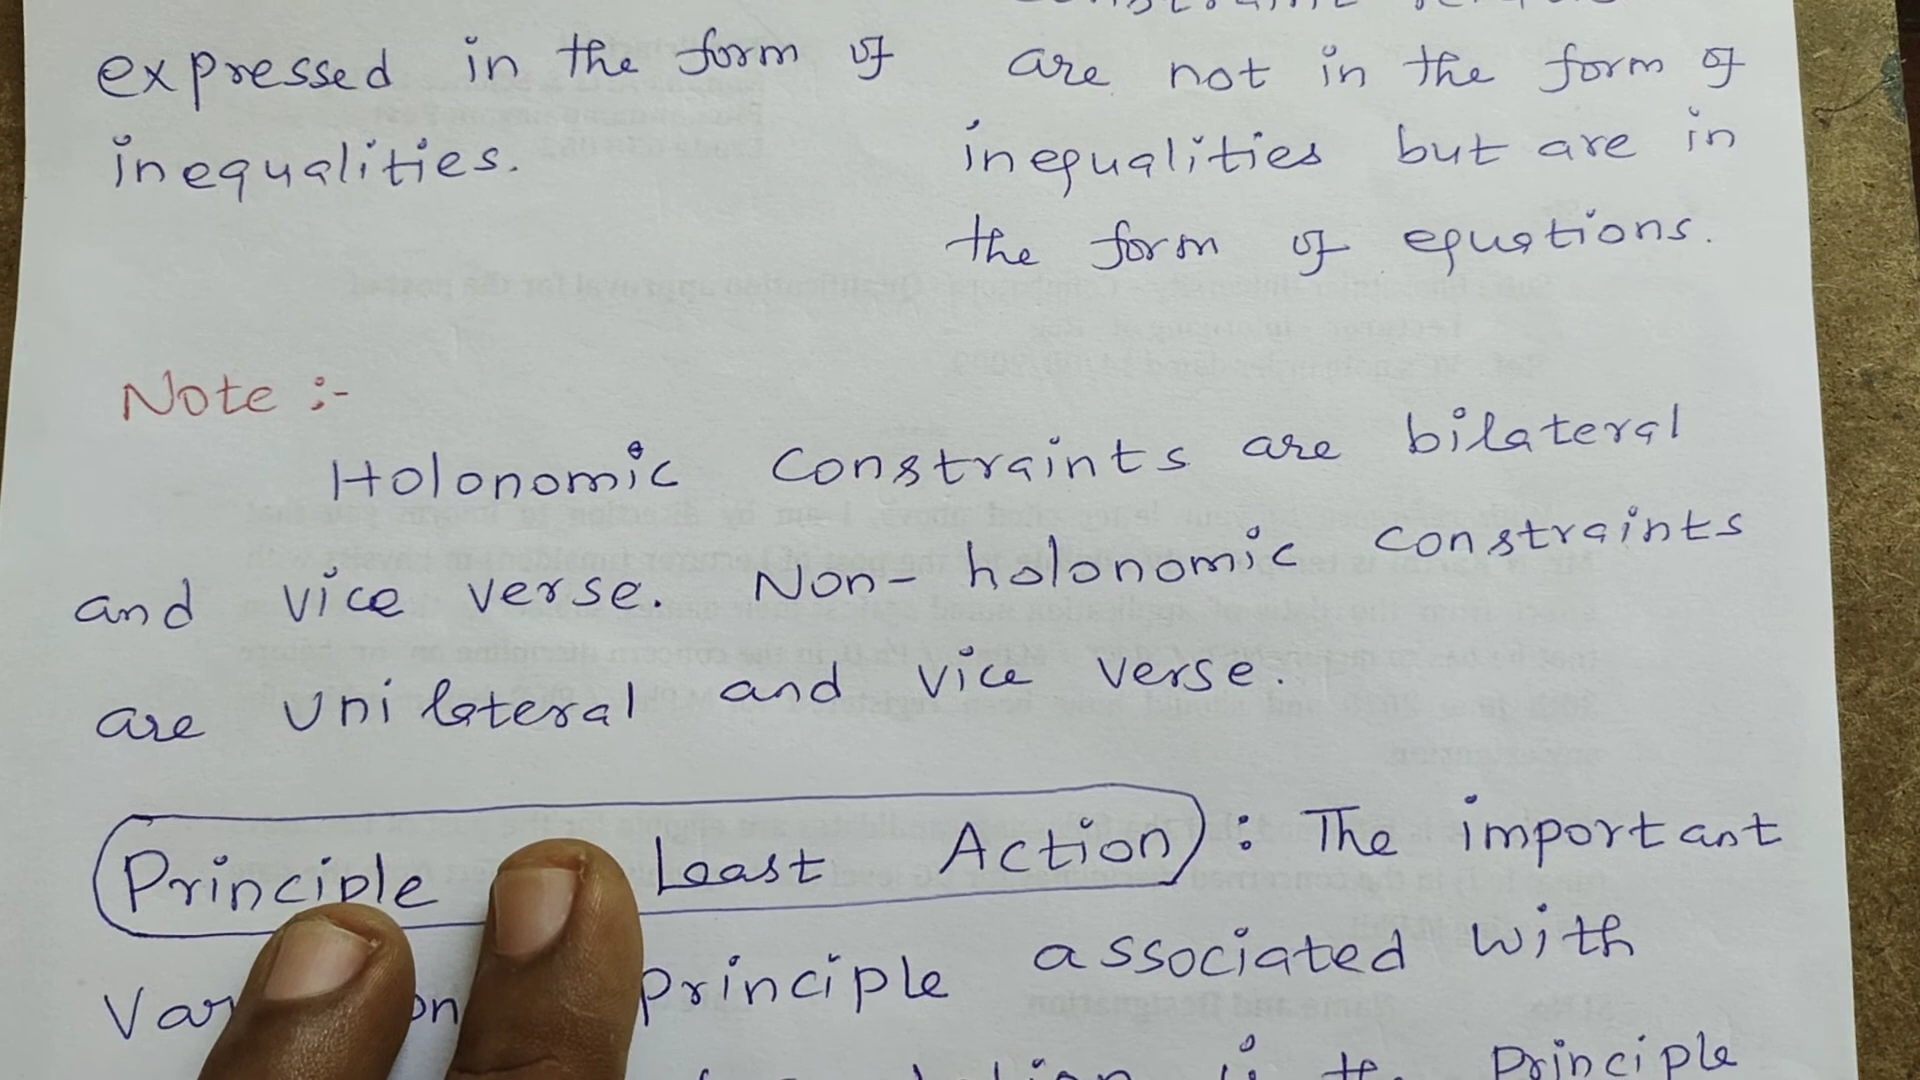 expressed in the form of
inequalities.
are not in the form of
inequalities but are in
the form of equations.
Note :-
Holonomic constraints are bilateral
and vice verse. Non-holonomic constraints
are Unilateral and vice verse.
Principle Least Action : The important
principle associated with
is the Principle